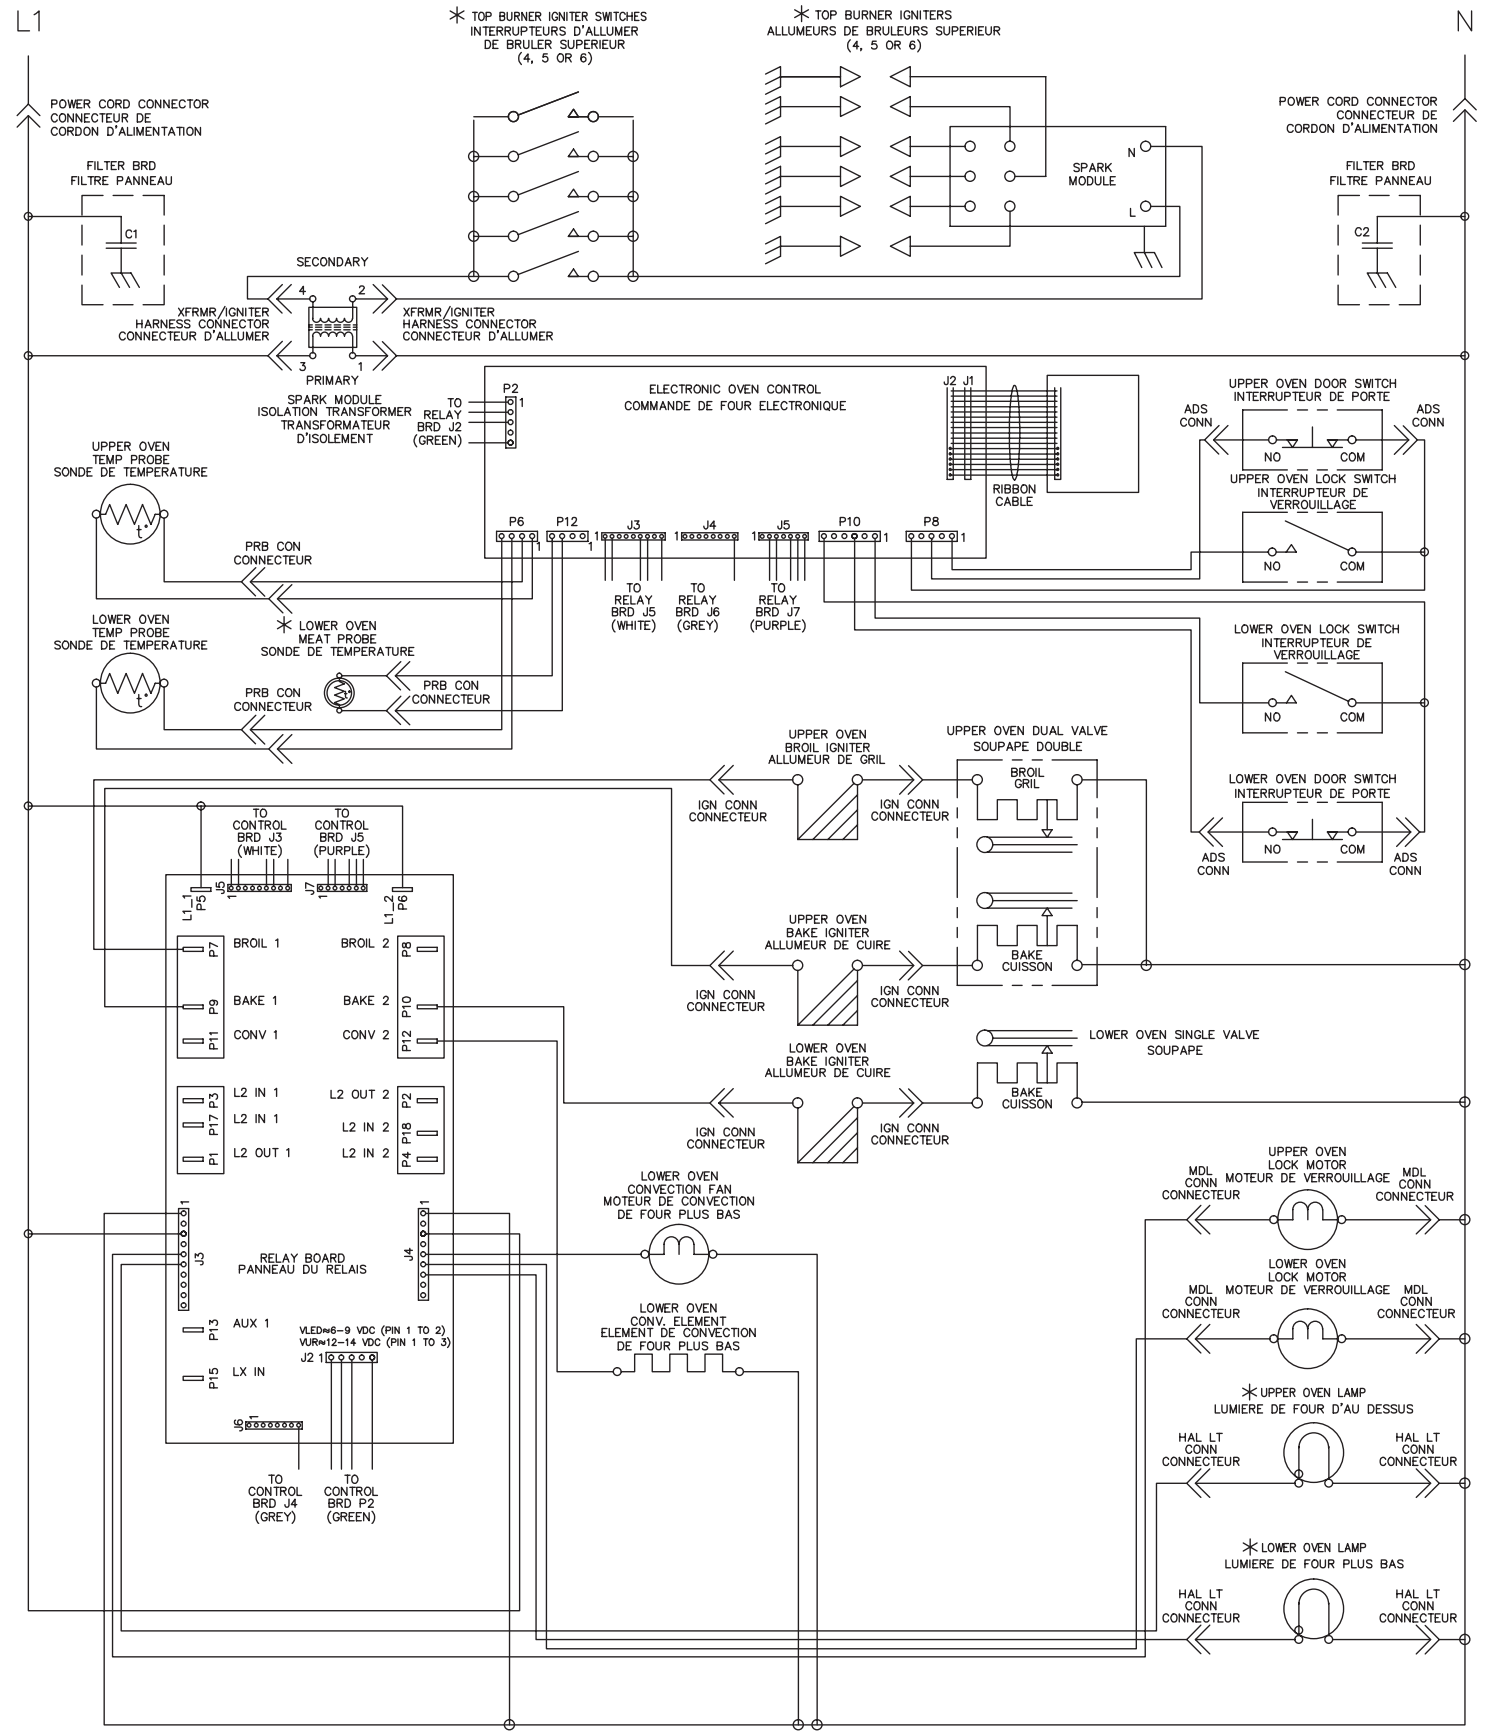 L1
N
✳ TOP BURNER IGNITER SWITCHES
INTERRUPTEURS D'ALLUMER
DE BRULER SUPERIEUR
(4, 5 OR 6)
✳ TOP BURNER IGNITERS
ALLUMEURS DE BRULEURS SUPERIEUR
(4, 5 OR 6)
POWER CORD CONNECTOR
CONNECTEUR DE
CORDON D'ALIMENTATION
POWER CORD CONNECTOR
CONNECTEUR DE
CORDON D'ALIMENTATION
FILTER BRD
FILTRE PANNEAU
C1
SPARK
MODULE
N
L
FILTER BRD
FILTRE PANNEAU
C2
SECONDARY
4
2
XFRMR/IGNITER
HARNESS CONNECTOR
CONNECTEUR D'ALLUMER
XFRMR/IGNITER
HARNESS CONNECTOR
CONNECTEUR D'ALLUMER
3
1
PRIMARY
SPARK MODULE
ISOLATION TRANSFORMER
TRANSFORMATEUR
D'ISOLEMENT
P2
1
TO
RELAY
BRD J2
(GREEN)
ELECTRONIC OVEN CONTROL
COMMANDE DE FOUR ELECTRONIQUE
J2 J1
RIBBON
CABLE
UPPER OVEN DOOR SWITCH
INTERRUPTEUR DE PORTE
ADS
CONN
ADS
CONN
NO
COM
UPPER OVEN LOCK SWITCH
INTERRUPTEUR DE
VERROUILLAGE
NO
COM
UPPER OVEN
TEMP PROBE
SONDE DE TEMPERATURE
t°
PRB CON
CONNECTEUR
P6
1
P12
1
J3
1
J4
1
J5
1
P10
1
P8
1
TO
RELAY
BRD J5
(WHITE)
TO
RELAY
BRD J6
(GREY)
TO
RELAY
BRD J7
(PURPLE)
LOWER OVEN
TEMP PROBE
SONDE DE TEMPERATURE
t°
✳ LOWER OVEN
MEAT PROBE
SONDE DE TEMPERATURE
PRB CON
CONNECTEUR
PRB CON
CONNECTEUR
LOWER OVEN LOCK SWITCH
INTERRUPTEUR DE
VERROUILLAGE
NO
COM
LOWER OVEN DOOR SWITCH
INTERRUPTEUR DE PORTE
NO
COM
ADS
CONN
ADS
CONN
UPPER OVEN
BROIL IGNITER
ALLUMEUR DE GRIL
IGN CONN
CONNECTEUR
IGN CONN
CONNECTEUR
UPPER OVEN DUAL VALVE
SOUPAPE DOUBLE
BROIL
GRIL
UPPER OVEN
BAKE IGNITER
ALLUMEUR DE CUIRE
IGN CONN
CONNECTEUR
IGN CONN
CONNECTEUR
BAKE
CUISSON
LOWER OVEN
BAKE IGNITER
ALLUMEUR DE CUIRE
IGN CONN
CONNECTEUR
IGN CONN
CONNECTEUR
LOWER OVEN SINGLE VALVE
SOUPAPE
BAKE
CUISSON
TO
CONTROL
BRD J3
(WHITE)
TO
CONTROL
BRD J5
(PURPLE)
L1_1
P5
J5
1
J7
1
L1_2
P6
P7
BROIL 1
BROIL 2
P8
P9
BAKE 1
BAKE 2
P10
P11
CONV 1
CONV 2
P12
P3
L2 IN 1
L2 OUT 2
P2
P17
L2 IN 1
L2 IN 2
P18
P1
L2 OUT 1
L2 IN 2
P4
1
J3
1
J4
RELAY BOARD
PANNEAU DU RELAIS
P13
AUX 1
P15
LX IN
VLED≈6-9 VDC (PIN 1 TO 2)
VUR≈12-14 VDC (PIN 1 TO 3)
J2 1
J6
1
TO
CONTROL
BRD J4
(GREY)
TO
CONTROL
BRD P2
(GREEN)
LOWER OVEN
CONVECTION FAN
MOTEUR DE CONVECTION
DE FOUR PLUS BAS
LOWER OVEN
CONV. ELEMENT
ELEMENT DE CONVECTION
DE FOUR PLUS BAS
UPPER OVEN
LOCK MOTOR
MOTEUR DE VERROUILLAGE
MDL
CONN
CONNECTEUR
MDL
CONN
CONNECTEUR
LOWER OVEN
LOCK MOTOR
MOTEUR DE VERROUILLAGE
MDL
CONN
CONNECTEUR
MDL
CONN
CONNECTEUR
✳ UPPER OVEN LAMP
LUMIERE DE FOUR D'AU DESSUS
HAL LT
CONN
CONNECTEUR
HAL LT
CONN
CONNECTEUR
✳ LOWER OVEN LAMP
LUMIERE DE FOUR PLUS BAS
HAL LT
CONN
CONNECTEUR
HAL LT
CONN
CONNECTEUR